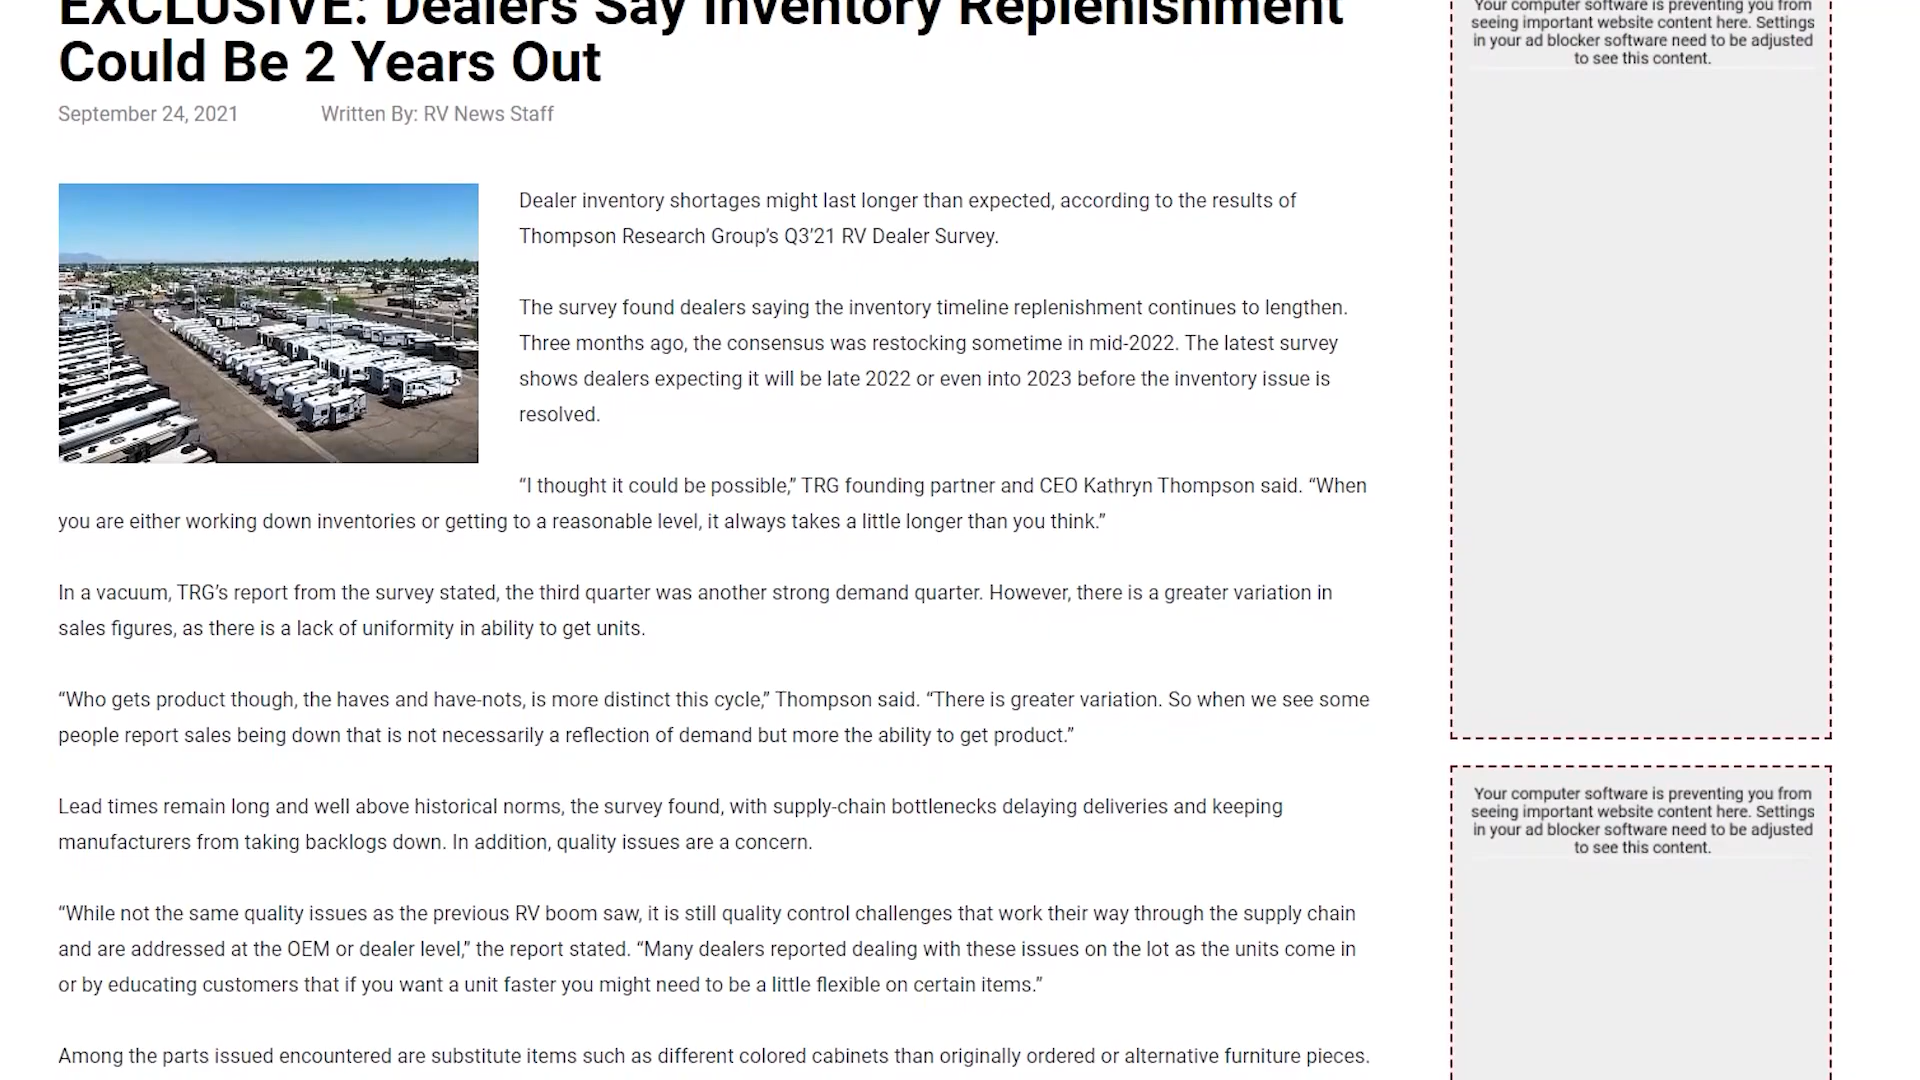 EXCLUSIVE: Dealers Say Inventory Replenishment
Could Be 2 Years Out
September 24, 2021 Written By: RV News Staff
Dealer inventory shortages might last longer than expected, according to the results of
Thompson Research Group’s Q3’21 RV Dealer Survey.
The survey found dealers saying the inventory timeline replenishment continues to lengthen.
Three months ago, the consensus was restocking sometime in mid-2022. The latest survey
shows dealers expecting it will be late 2022 or even into 2023 before the inventory issue is
resolved.
“I thought it could be possible,” TRG founding partner and CEO Kathryn Thompson said. “When
you are either working down inventories or getting to a reasonable level, it always takes a little longer than you think.”
In a vacuum, TRG’s report from the survey stated, the third quarter was another strong demand quarter. However, there is a greater variation in
sales figures, as there is a lack of uniformity in ability to get units.
“Who gets product though, the haves and have-nots, is more distinct this cycle,” Thompson said. “There is greater variation. So when we see some
people report sales being down that is not necessarily a reflection of demand but more the ability to get product.”
Lead times remain long and well above historical norms, the survey found, with supply-chain bottlenecks delaying deliveries and keeping
manufacturers from taking backlogs down. In addition, quality issues are a concern.
“While not the same quality issues as the previous RV boom saw, it is still quality control challenges that work their way through the supply chain
and are addressed at the OEM or dealer level,” the report stated. “Many dealers reported dealing with these issues on the lot as the units come in
or by educating customers that if you want a unit faster you might need to be a little flexible on certain items.”
Among the parts issued encountered are substitute items such as different colored cabinets than originally ordered or alternative furniture pieces.
Your computer software is preventing you from
seeing important website content here. Settings
in your ad blocker software need to be adjusted
to see this content.
Your computer software is preventing you from
seeing important website content here. Settings
in your ad blocker software need to be adjusted
to see this content.